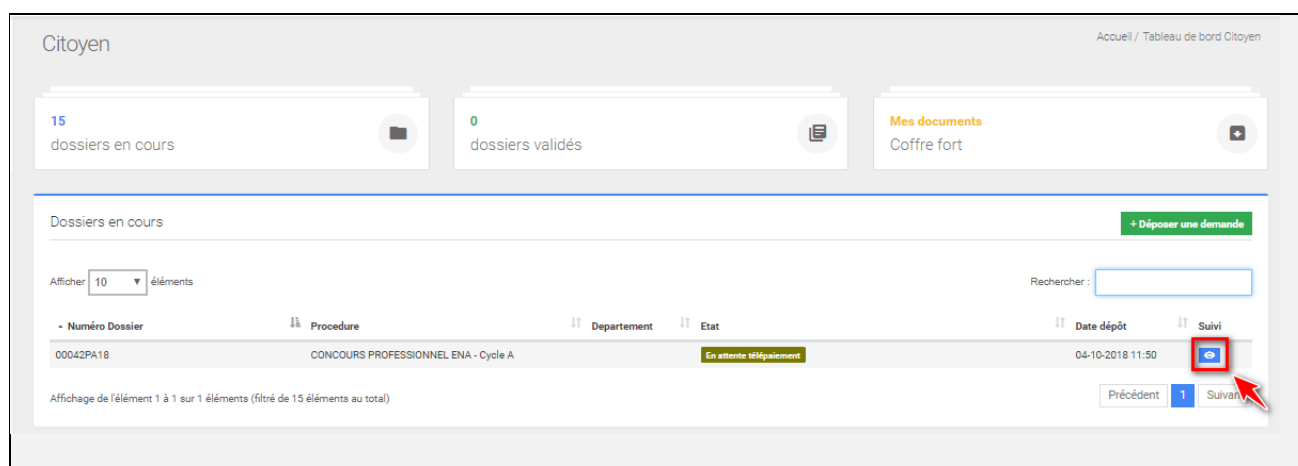 Citoyen
Accueil / Tableau de bord Citoyen
15
dossiers en cours
0
dossiers validés
Mes documents
Coffre fort
Dossiers en cours
+ Déposer une demande
Afficher 10 éléments
Rechercher :
Numéro Dossier Procedure Departement Etat Date dépôt Suivi
00042PA18 CONCOURS PROFESSIONNEL ENA - Cycle A En attente télépaiement 04-10-2018 11:50
Affichage de l'élément 1 à 1 sur 1 éléments (filtré de 15 éléments au total)
Précédent 1 Suivant